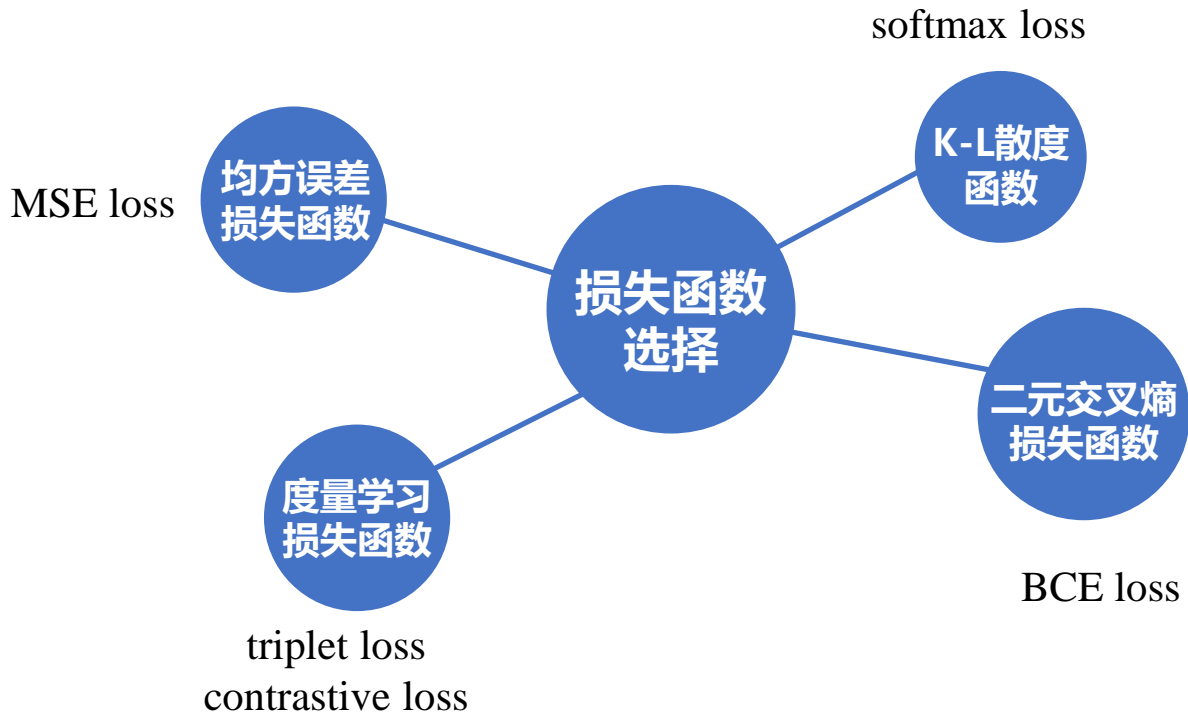 softmax loss
K-L散度
函数
MSE loss
均方误差
损失函数
损失函数
选择
二元交叉熵
损失函数
BCE loss
度量学习
损失函数
triplet loss
contrastive loss